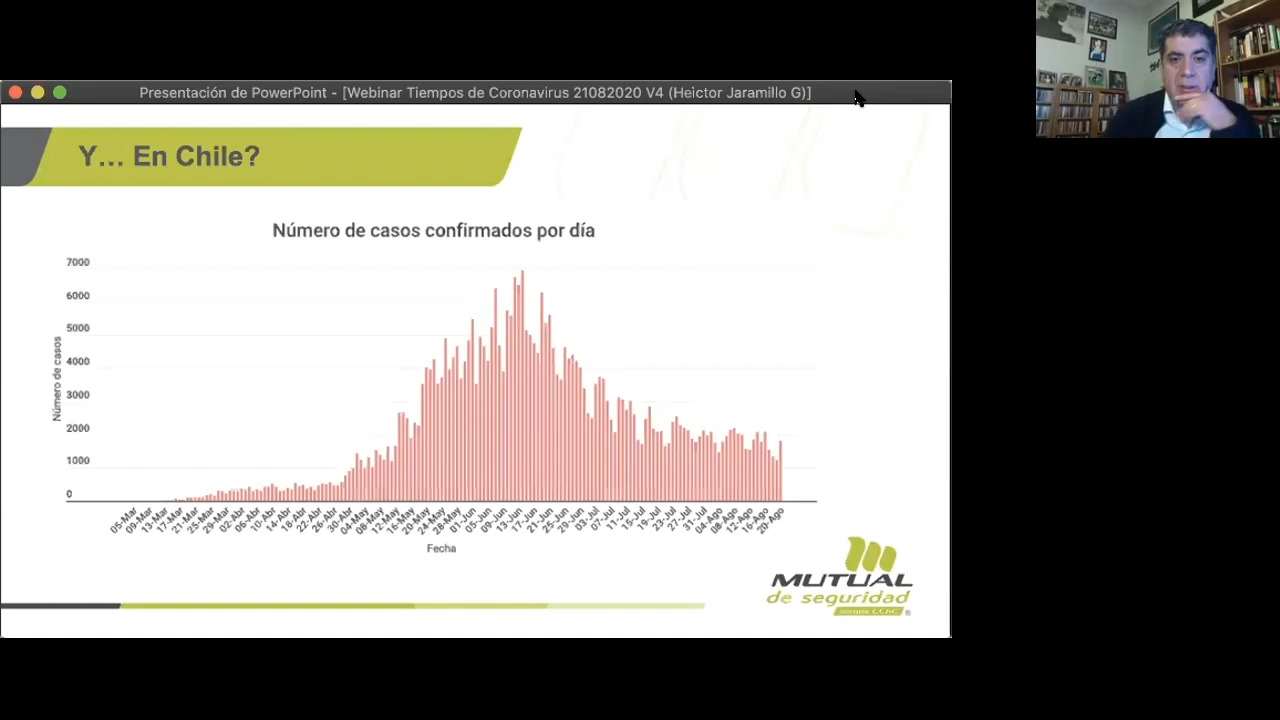 Presentación de PowerPoint - [Webinar Tiempos de Coronavirus 21082020 V4 (Heictor Jaramillo G)]
Y... En Chile?
Número de casos confirmados por día
7000
6000
5000
4000
3000
2000
1000
0
Número de casos
05-Mar 09-Mar 13-Mar 17-Mar 21-Mar 25-Mar 29-Mar 02-Abr 06-Abr 10-Abr 14-Abr 18-Abr 22-Abr 26-Abr 30-Abr 04-May 08-May 12-May 16-May 20-May 24-May 28-May 01-Jun 05-Jun 09-Jun 13-Jun 17-Jun 21-Jun 25-Jun 29-Jun 03-Jul 07-Jul 11-Jul 15-Jul 19-Jul 23-Jul 27-Jul 31-Jul 04-Ago 08-Ago 12-Ago 16-Ago 20-Ago
Fecha
MUTUAL
de seguridad
somos CChC
®